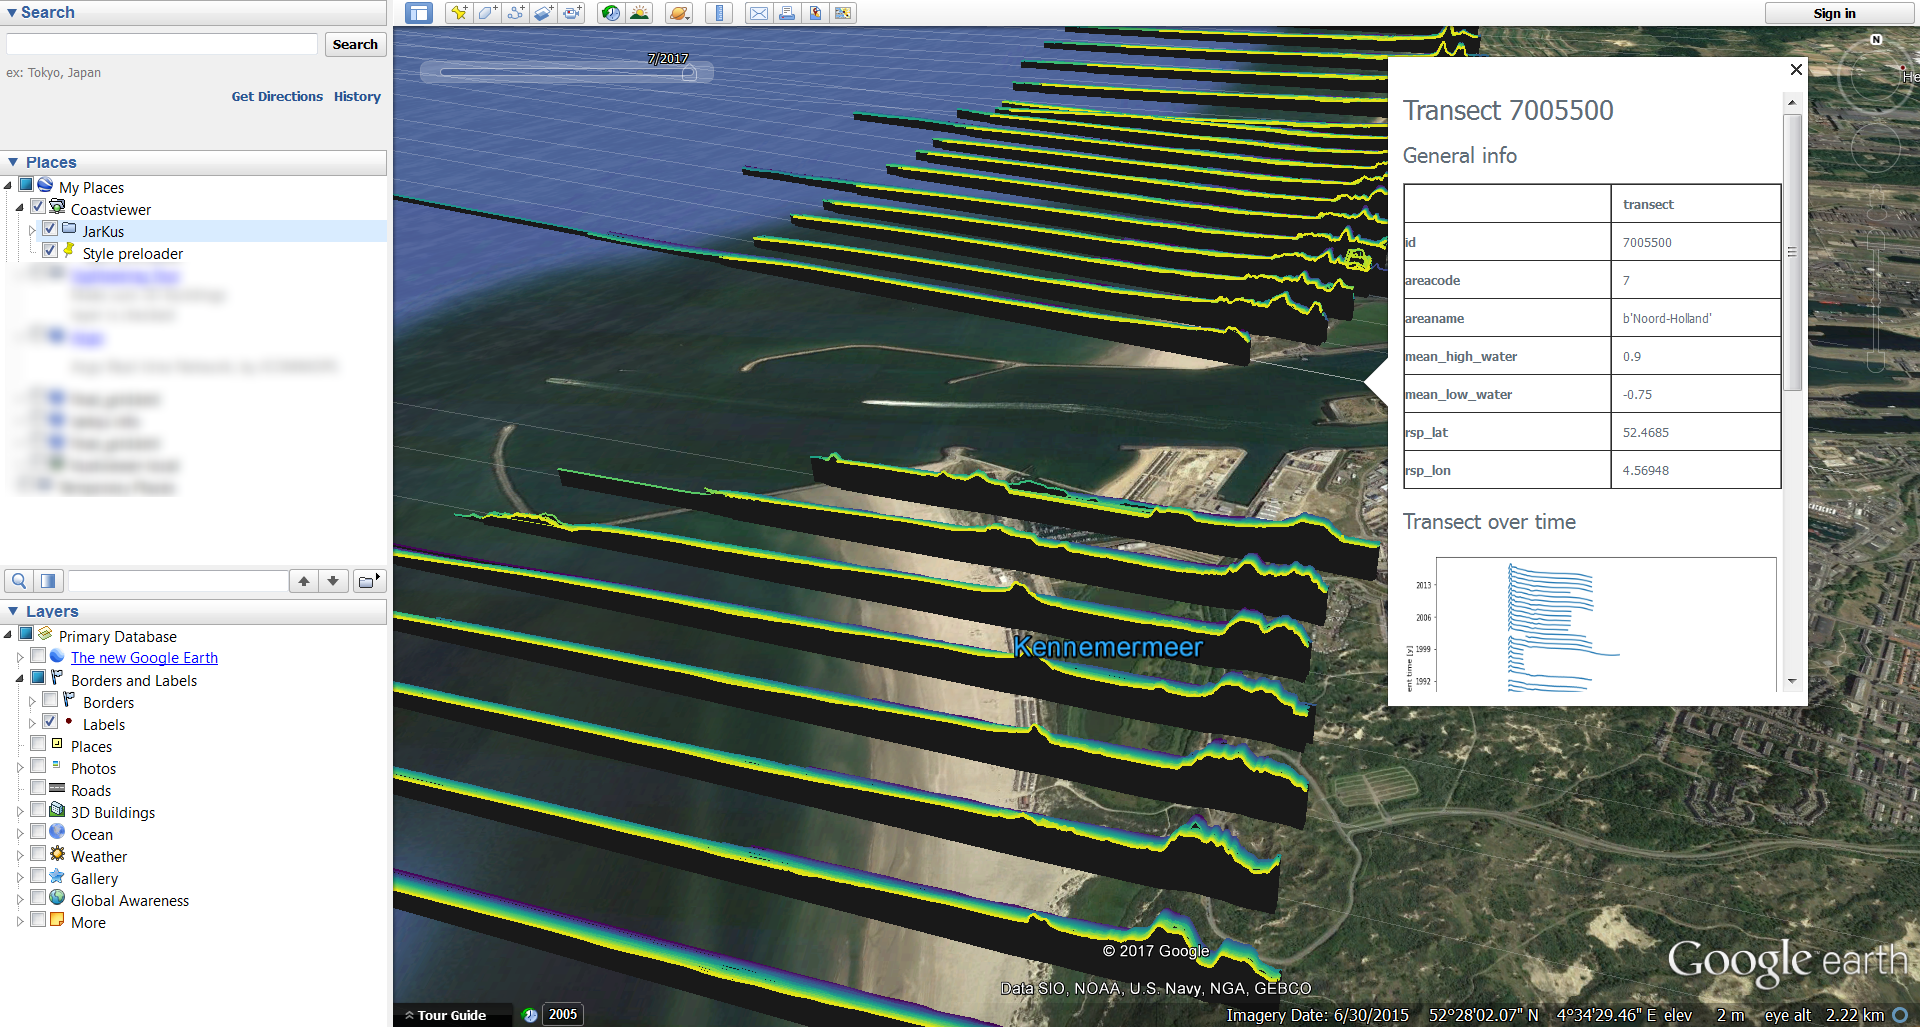 Search
Search
ex: Tokyo, Japan
Get Directions History
Places
My Places
Coastviewer
JarKus
Style preloader
Layers
Primary Database
The new Google Earth
Borders and Labels
Borders
Labels
Places
Photos
Roads
3D Buildings
Ocean
Weather
Gallery
Global Awareness
More
Sign in
7/2017
N
He
Transect 7005500
General info
transect
id 7005500
areacode 7
areaname b'Noord-Holland'
mean_high_water 0.9
mean_low_water -0.75
rsp_lat 52.4685
rsp_lon 4.56948
Transect over time
2013
2006
1999
1992
ent time [y]
Kennemermeer
© 2017 Google
Data SIO, NOAA, U.S. Navy, NGA, GEBCO
Google earth
Tour Guide
2005
Imagery Date: 6/30/2015 52°28'02.07" N 4°34'29.46" E elev 2 m eye alt 2.22 km